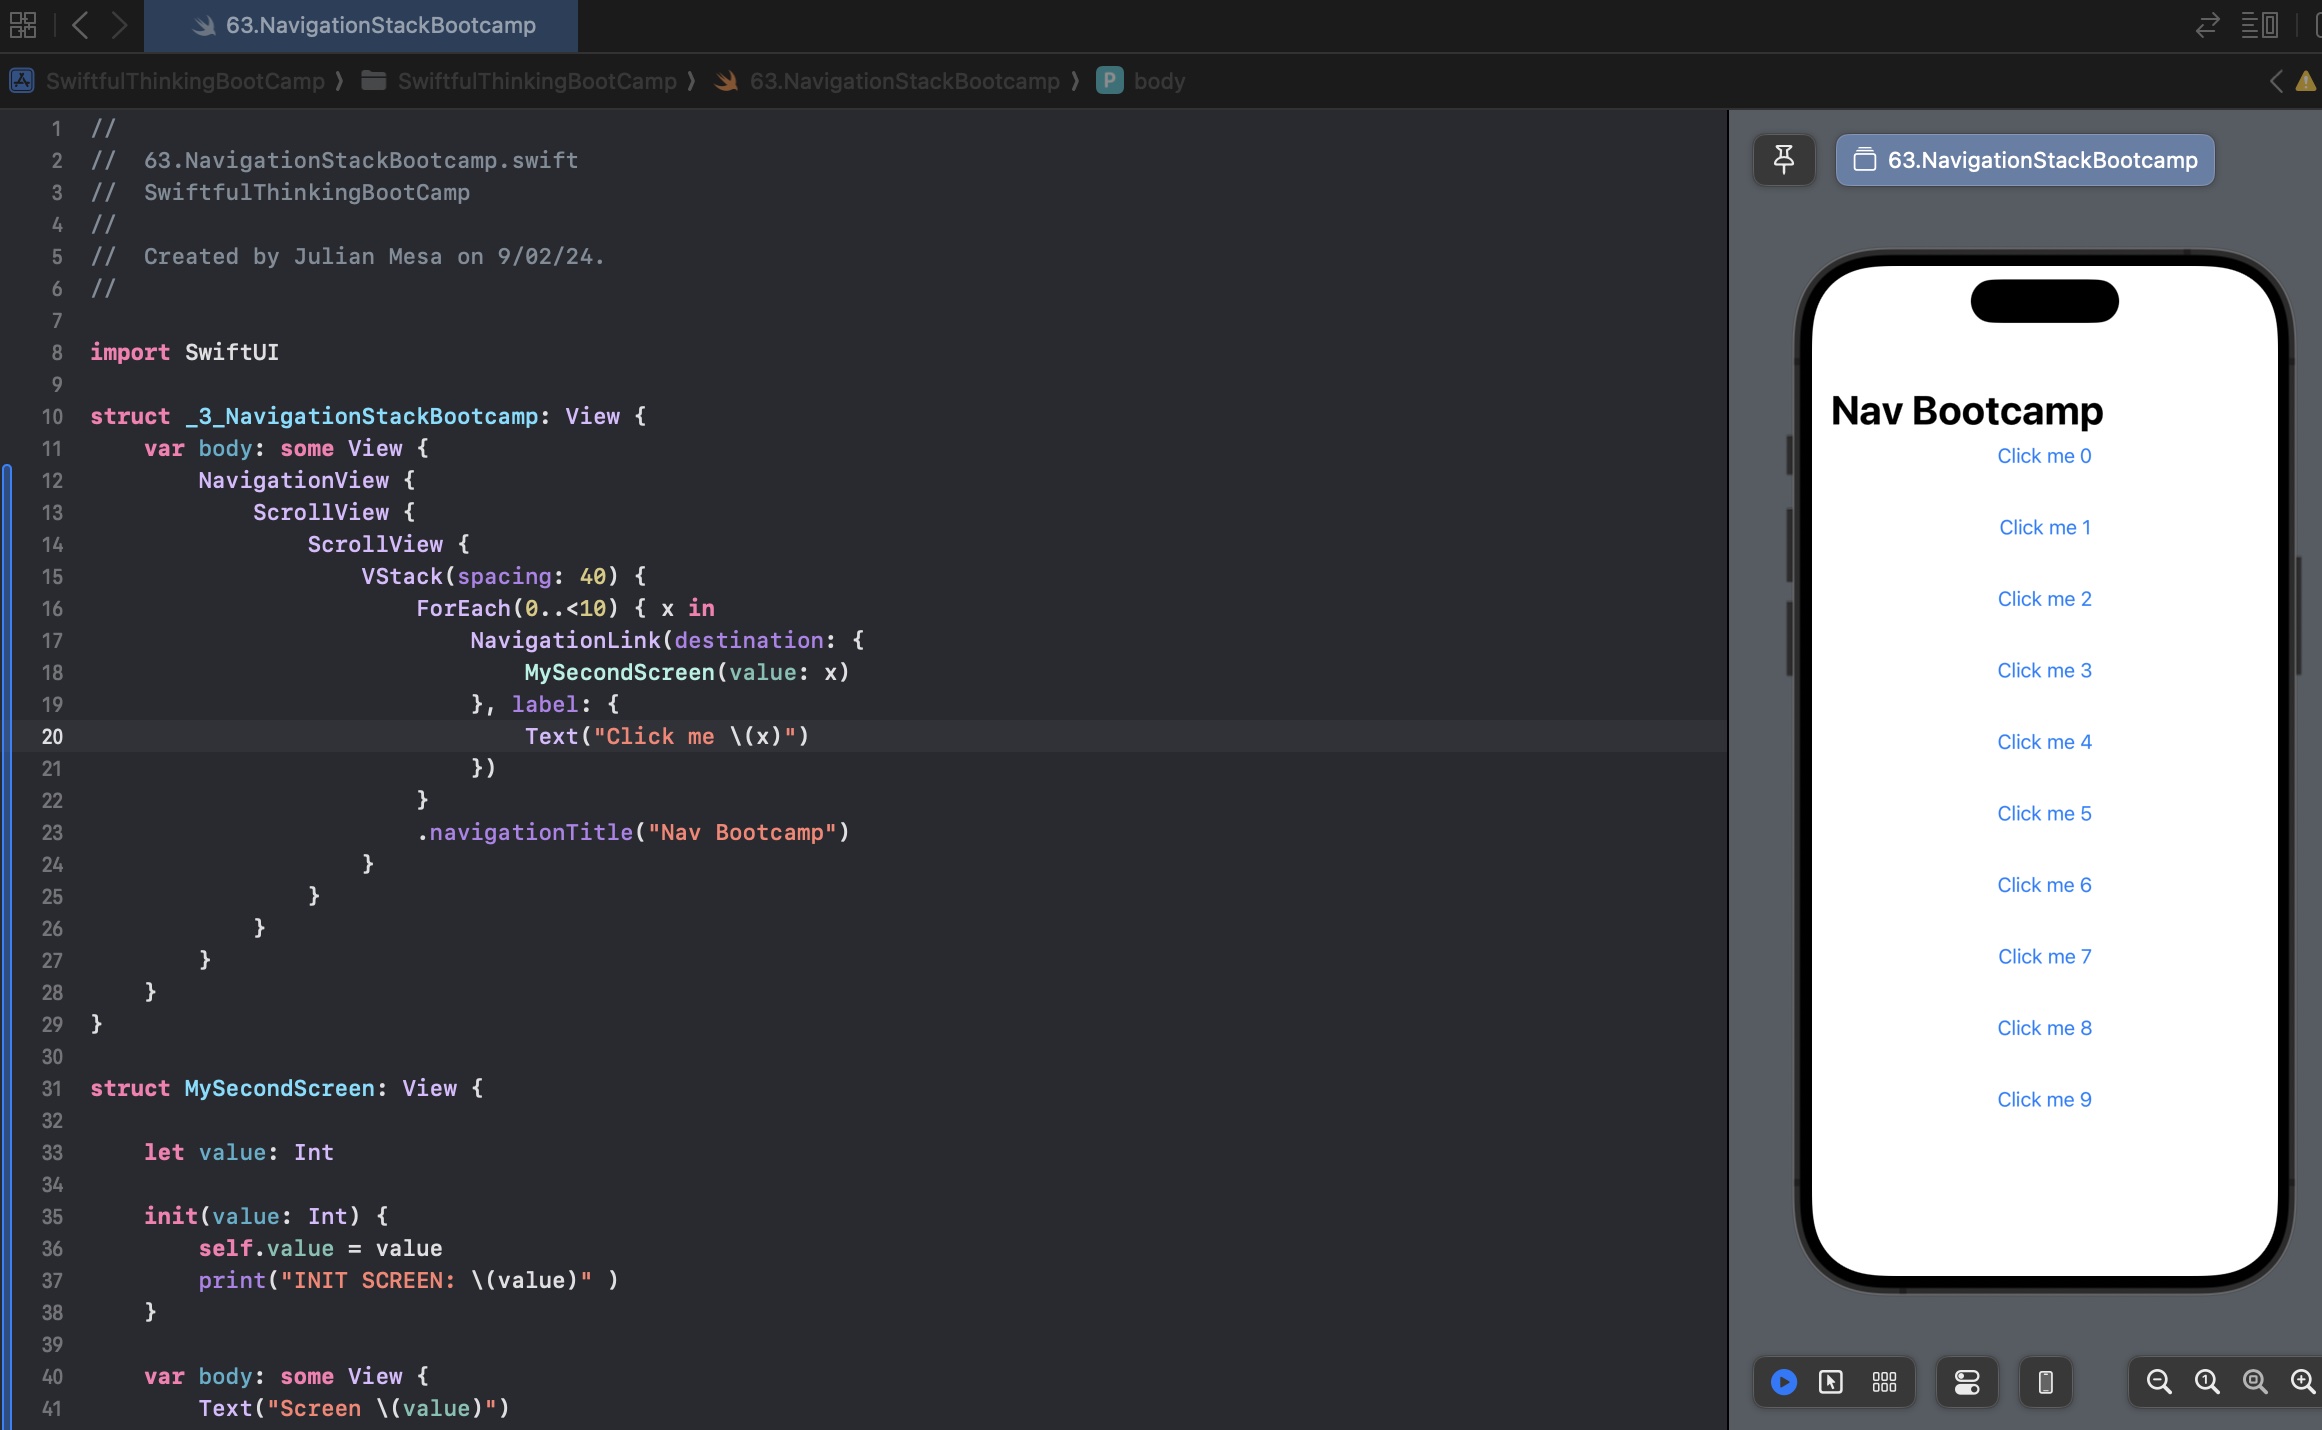 63.NavigationStackBootcamp
SwiftfulThinkingBootCamp ⟩ SwiftfulThinkingBootCamp ⟩ 63.NavigationStackBootcamp ⟩ P body
1 //
2 //  63.NavigationStackBootcamp.swift
3 //  SwiftfulThinkingBootCamp
4 //
5 //  Created by Julian Mesa on 9/02/24.
6 //
7
8 import SwiftUI
9
10 struct _3_NavigationStackBootcamp: View {
11     var body: some View {
12         NavigationView {
13             ScrollView {
14                 ScrollView {
15                     VStack(spacing: 40) {
16                         ForEach(0..<10) { x in
17                             NavigationLink(destination: {
18                                 MySecondScreen(value: x)
19                             }, label: {
20                                 Text("Click me \(x)")
21                             })
22                         }
23                         .navigationTitle("Nav Bootcamp")
24                     }
25                 }
26             }
27         }
28     }
29 }
30
31 struct MySecondScreen: View {
32
33     let value: Int
34
35     init(value: Int) {
36         self.value = value
37         print("INIT SCREEN: \(value)" )
38     }
39
40     var body: some View {
41         Text("Screen \(value)")
63.NavigationStackBootcamp
Nav Bootcamp
Click me 0
Click me 1
Click me 2
Click me 3
Click me 4
Click me 5
Click me 6
Click me 7
Click me 8
Click me 9